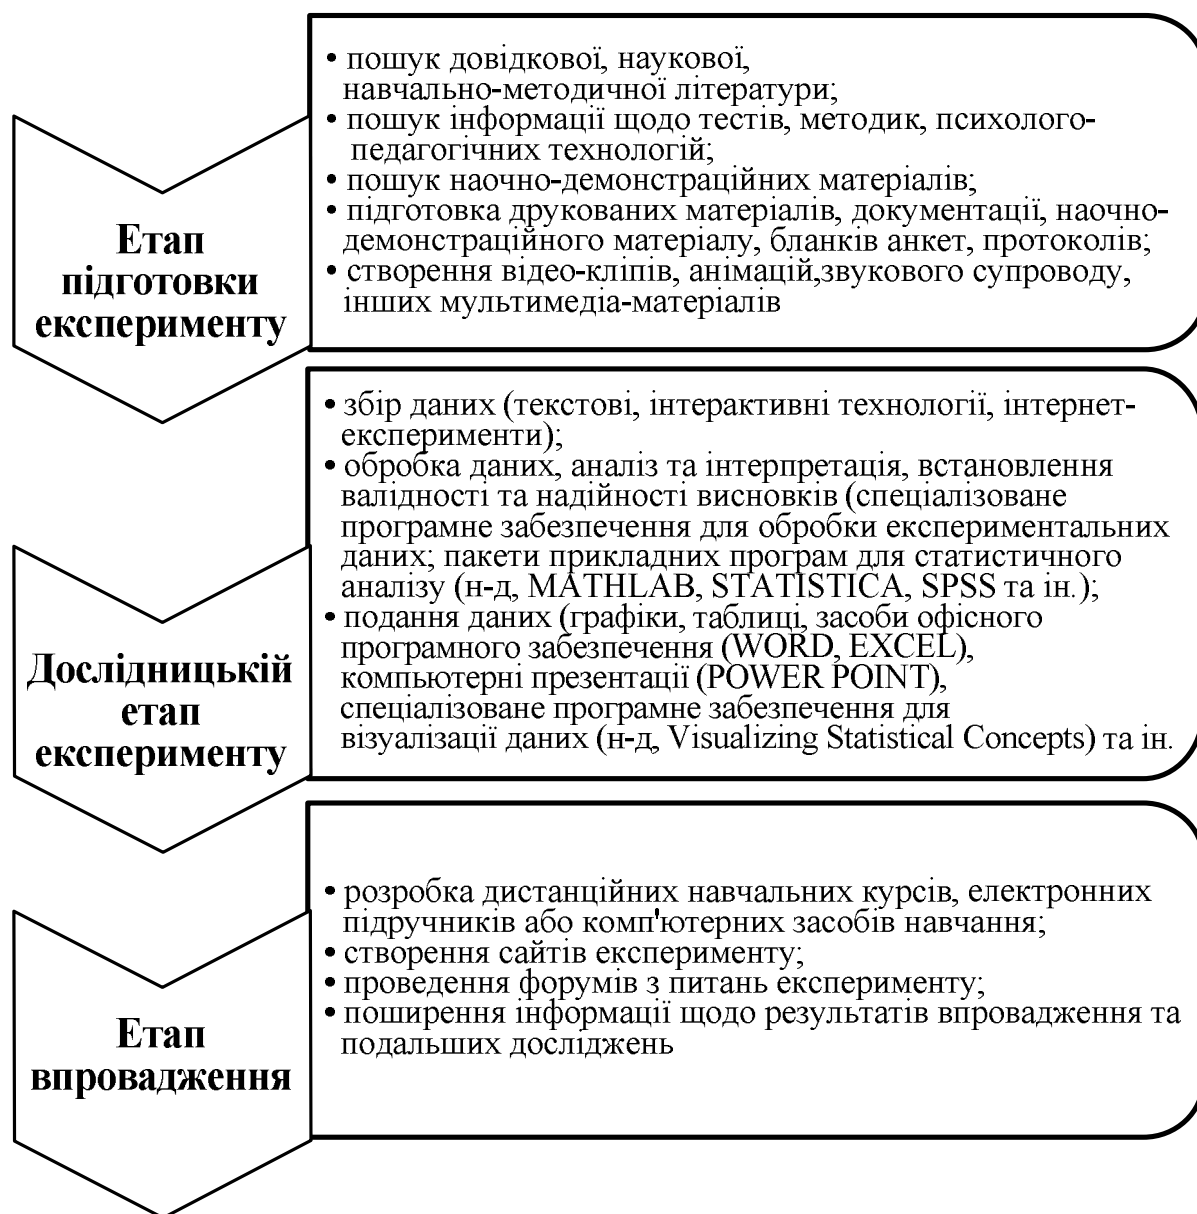 Етап
підготовки
експерименту
• пошук довідкової, наукової,
навчально-методичної літератури;
• пошук інформації щодо тестів, методик, психолого-
педагогічних технологій;
• пошук наочно-демонстраційних матеріалів;
• підготовка друкованих матеріалів, документації, наочно-
демонстраційного матеріалу, бланків анкет, протоколів;
• створення відео-кліпів, анімацій,звукового супроводу,
інших мультимедіа-матеріалів
Дослідницькій
етап
експерименту
• збір даних (текстові, інтерактивні технології, інтернет-
експерименти);
• обробка даних, аналіз та інтерпретація, встановлення
валідності та надійності висновків (спеціалізоване
програмне забезпечення для обробки експериментальних
даних; пакети прикладних програм для статистичного
аналізу (н-д, MATHLAB, STATISTICA, SPSS та ін.);
• подання даних (графіки, таблиці, засоби офісного
програмного забезпечення (WORD, EXCEL),
компьютерні презентації (POWER POINT),
спеціалізоване програмне забезпечення для
візуалізації даних (н-д, Visualizing Statistical Concepts) та ін.
Етап
впровадження
• розробка дистанційних навчальних курсів, електронних
підручників або комп'ютерних засобів навчання;
• створення сайтів експерименту;
• проведення форумів з питань експерименту;
• поширення інформації щодо результатів впровадження та
подальших досліджень